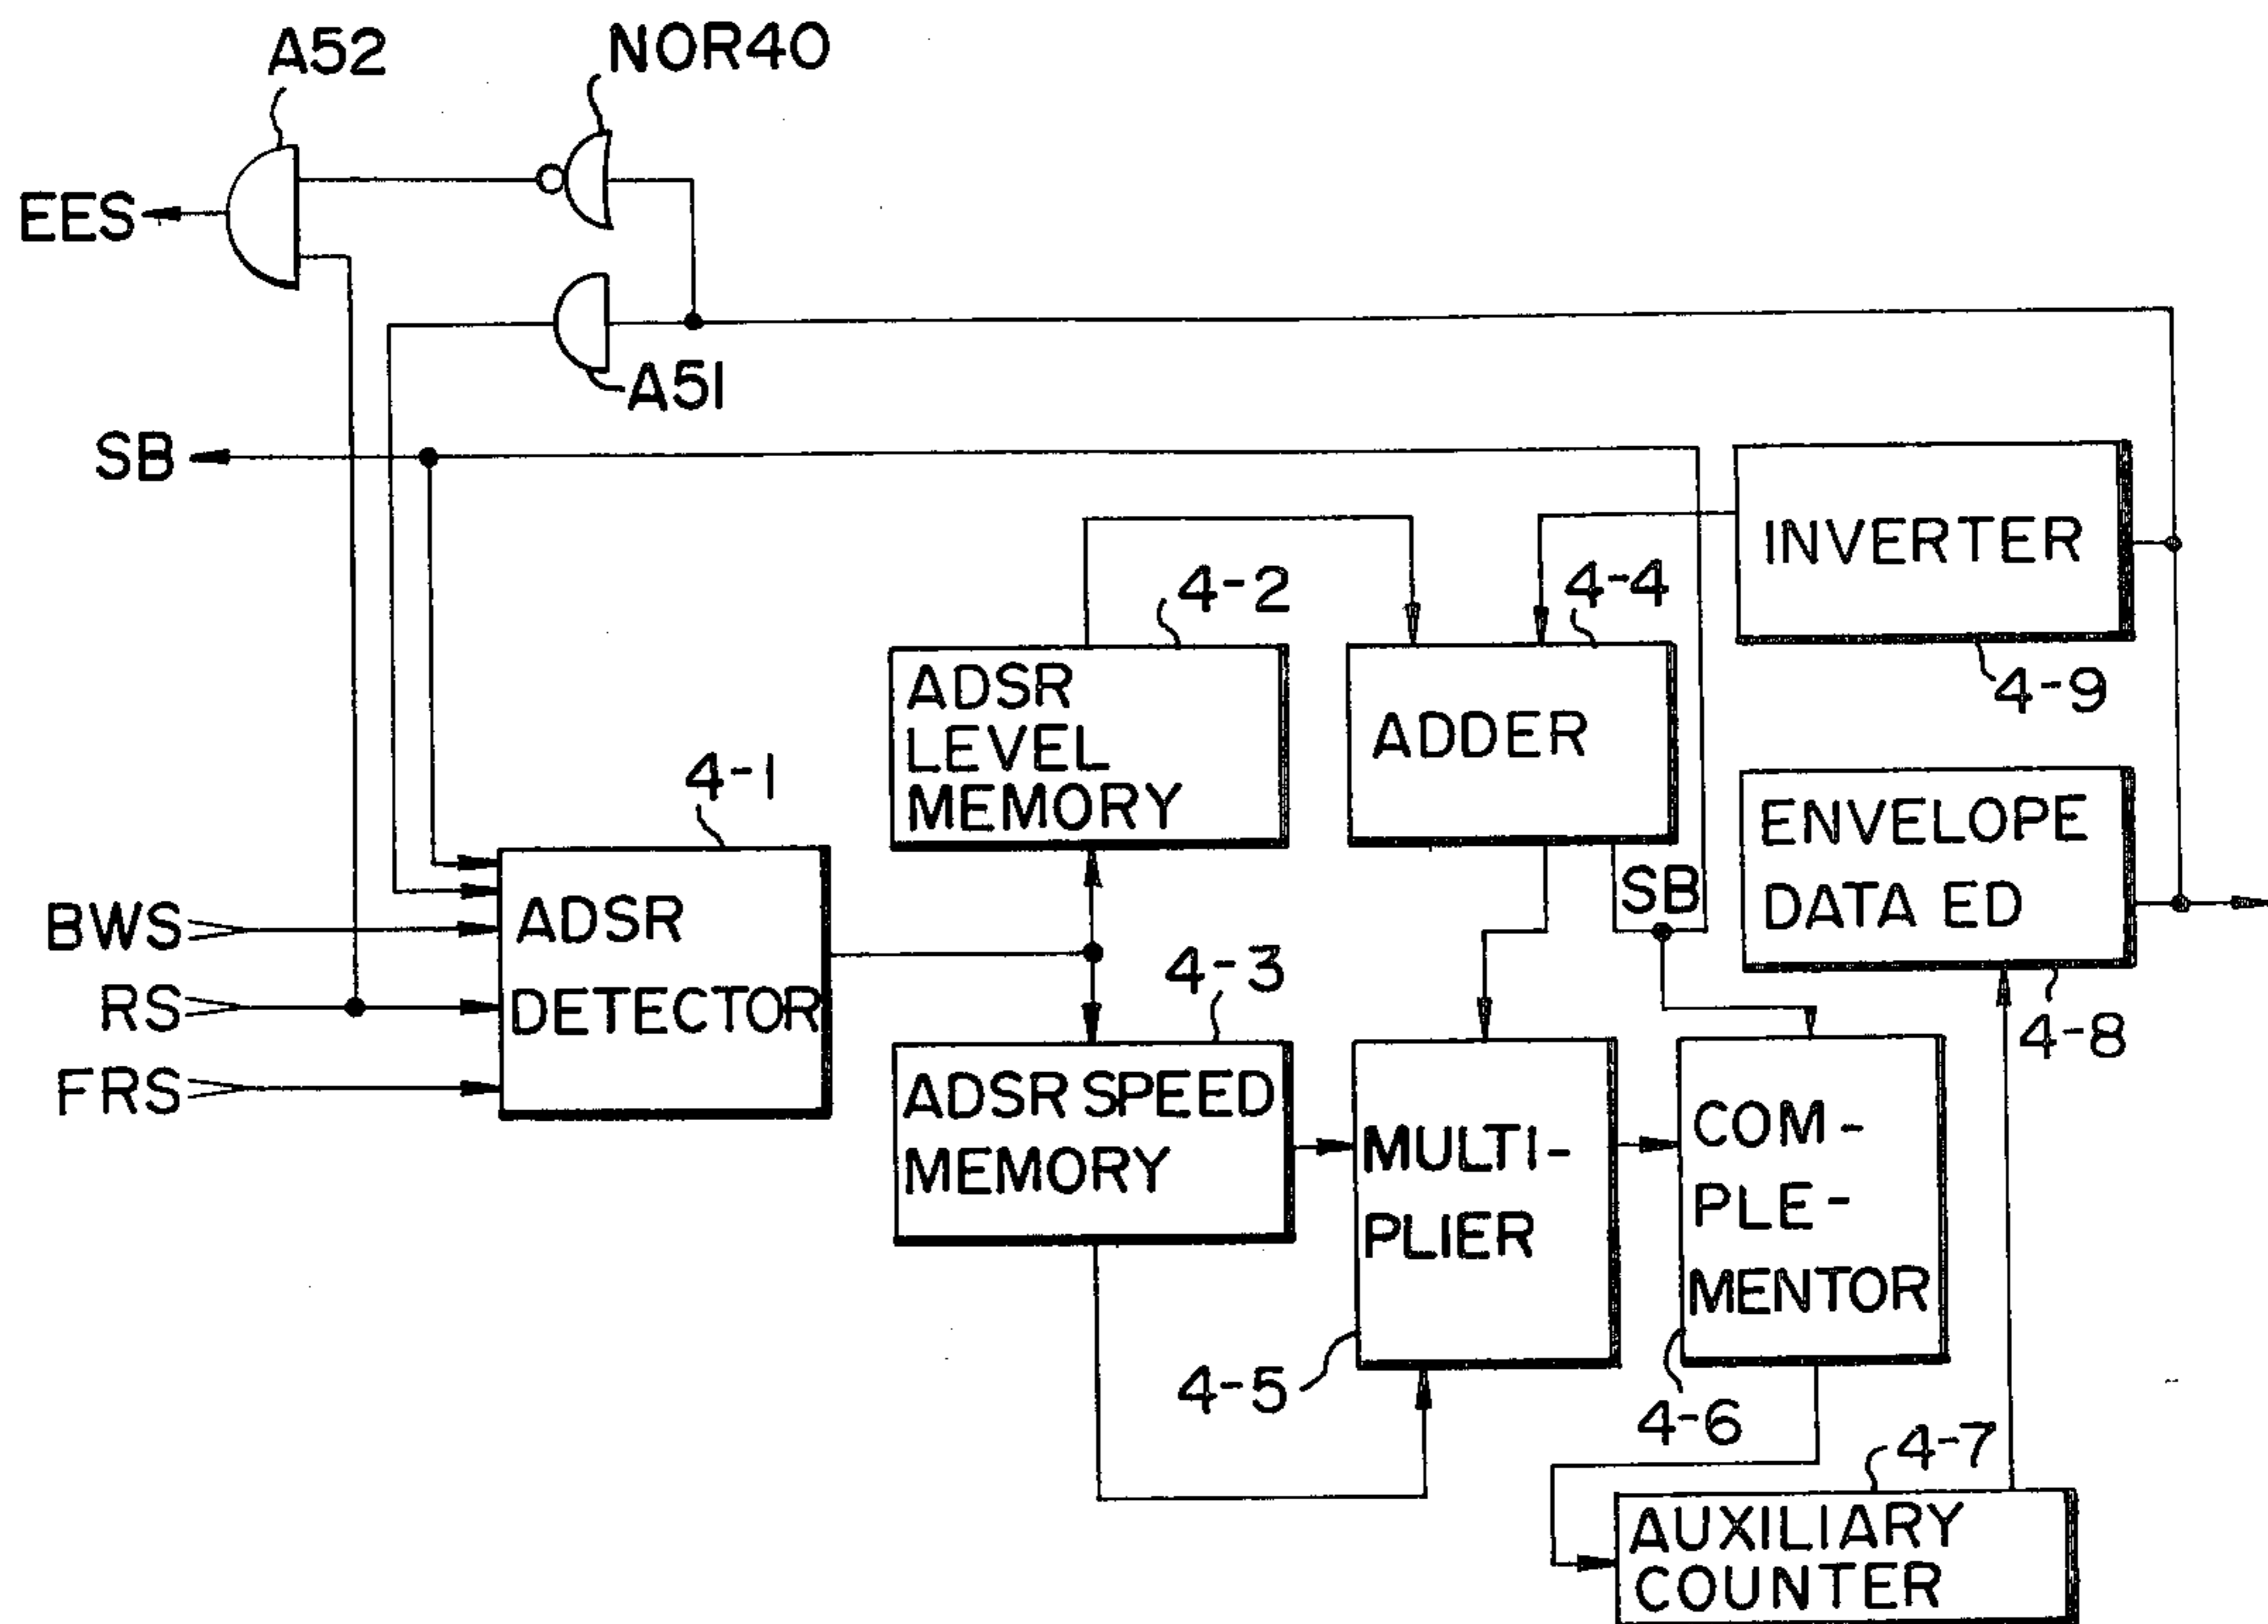 A52
NOR40
EES
A51
SB
INVERTER
4-9
4-2
4-4
ADSR
LEVEL
MEMORY
ADDER
4-1
SB
ENVELOPE
DATA ED
4-8
BWS
RS
FRS
ADSR
DETECTOR
4-3
ADSR SPEED
MEMORY
MULTI-
PLIER
4-5
COM-
PLE-
MENTOR
4-6
4-7
AUXILIARY
COUNTER